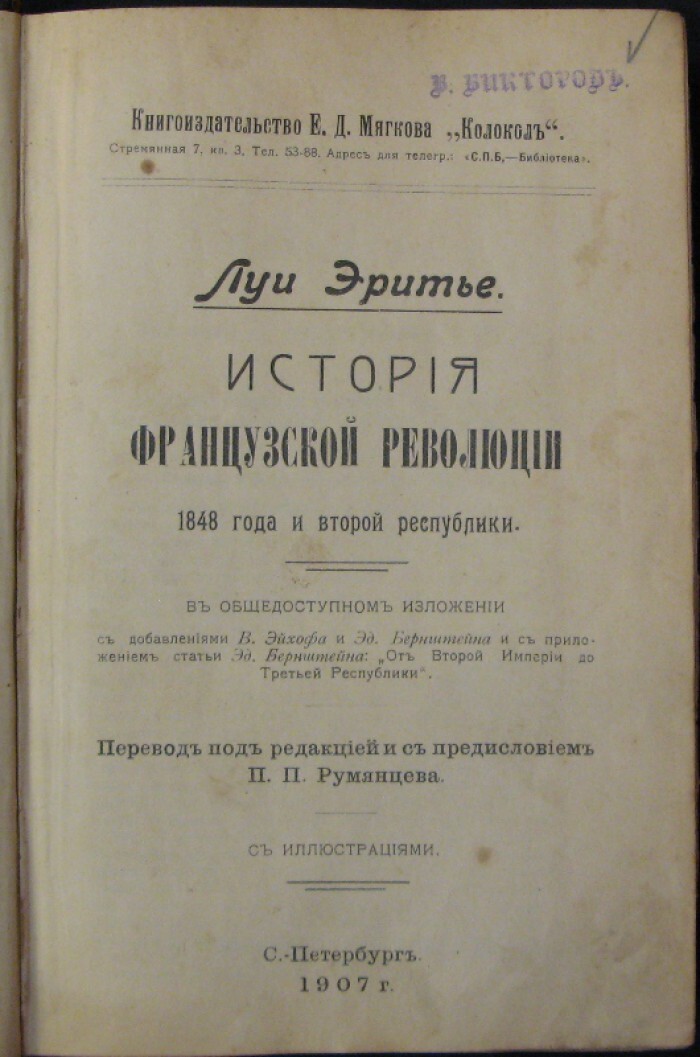 В. ВИКТОРОВЪ.
Книгоиздательство Е. Д. Мягкова „Колоколъ“.
Стремянная 7, кв. 3, Тел. 53-88. Адресъ для телегр.: «С.П.Б,—Библіотека».
Луи Эритье.
ИСТОРІЯ
ФРАНЦУЗСКОЙ РЕВОЛЮЦІИ
1848 года и второй республики.
ВЪ ОБЩЕДОСТУПНОМЪ ИЗЛОЖЕНІИ
съ добавленіями В. Эйхофа и Эд. Бернштейна и съ прило-
женіемъ статьи Эд. Бернштейна: „Отъ Второй Имперіи до
Третьей Республики“.
Переводъ подъ редакціей и съ предисловіемъ
П. П. Румянцева.
СЪ ИЛЛЮСТРАЦІЯМИ.
С.-Петербургъ.
1907 г.